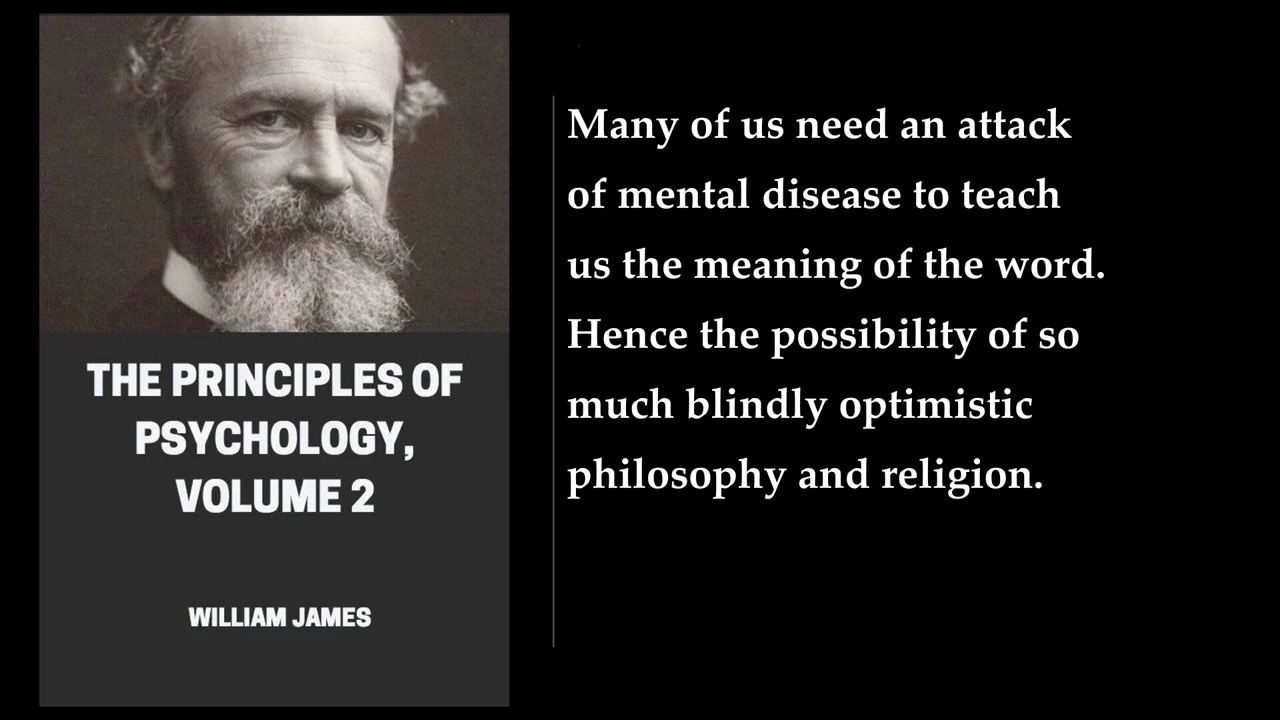 THE PRINCIPLES OF
PSYCHOLOGY,
VOLUME 2
WILLIAM JAMES
Many of us need an attack
of mental disease to teach
us the meaning of the word.
Hence the possibility of so
much blindly optimistic
philosophy and religion.